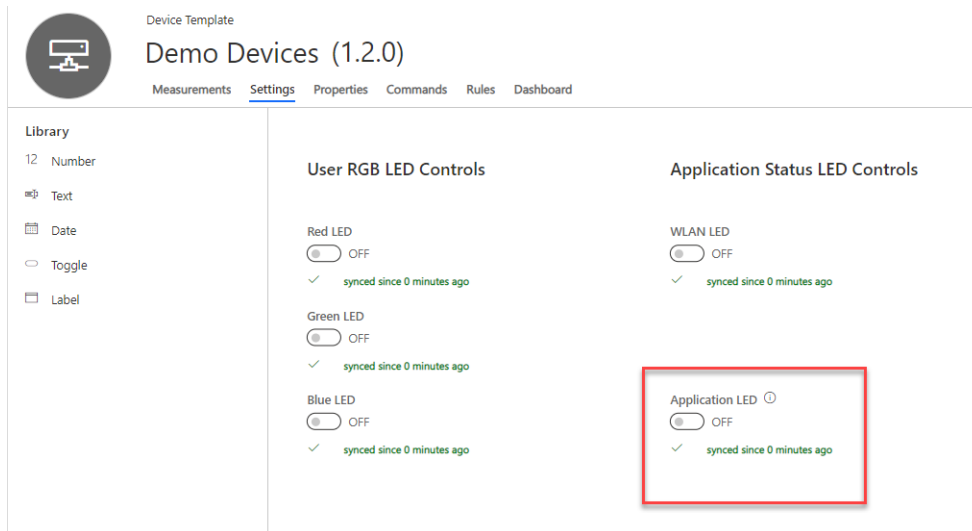 Device Template
Demo Devices (1.2.0)
Measurements Settings Properties Commands Rules Dashboard
Library
12 Number
Text
Date
Toggle
Label
User RGB LED Controls
Red LED
OFF
synced since 0 minutes ago
Green LED
OFF
synced since 0 minutes ago
Blue LED
OFF
synced since 0 minutes ago
Application Status LED Controls
WLAN LED
OFF
synced since 0 minutes ago
Application LED
OFF
synced since 0 minutes ago